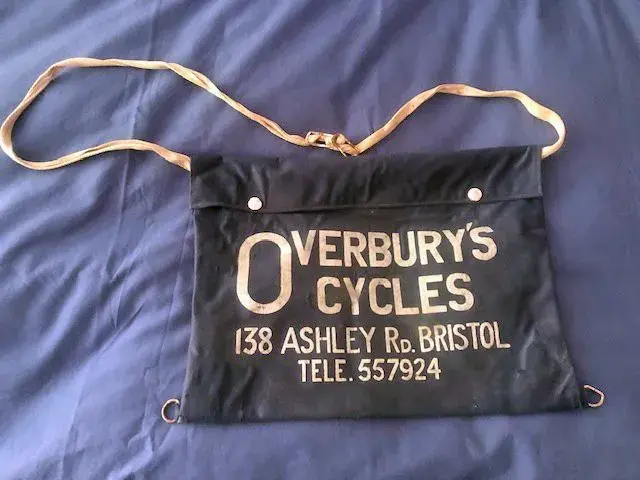 OVERBURY'S
CYCLES
138 ASHLEY RD. BRISTOL
TELE. 557924